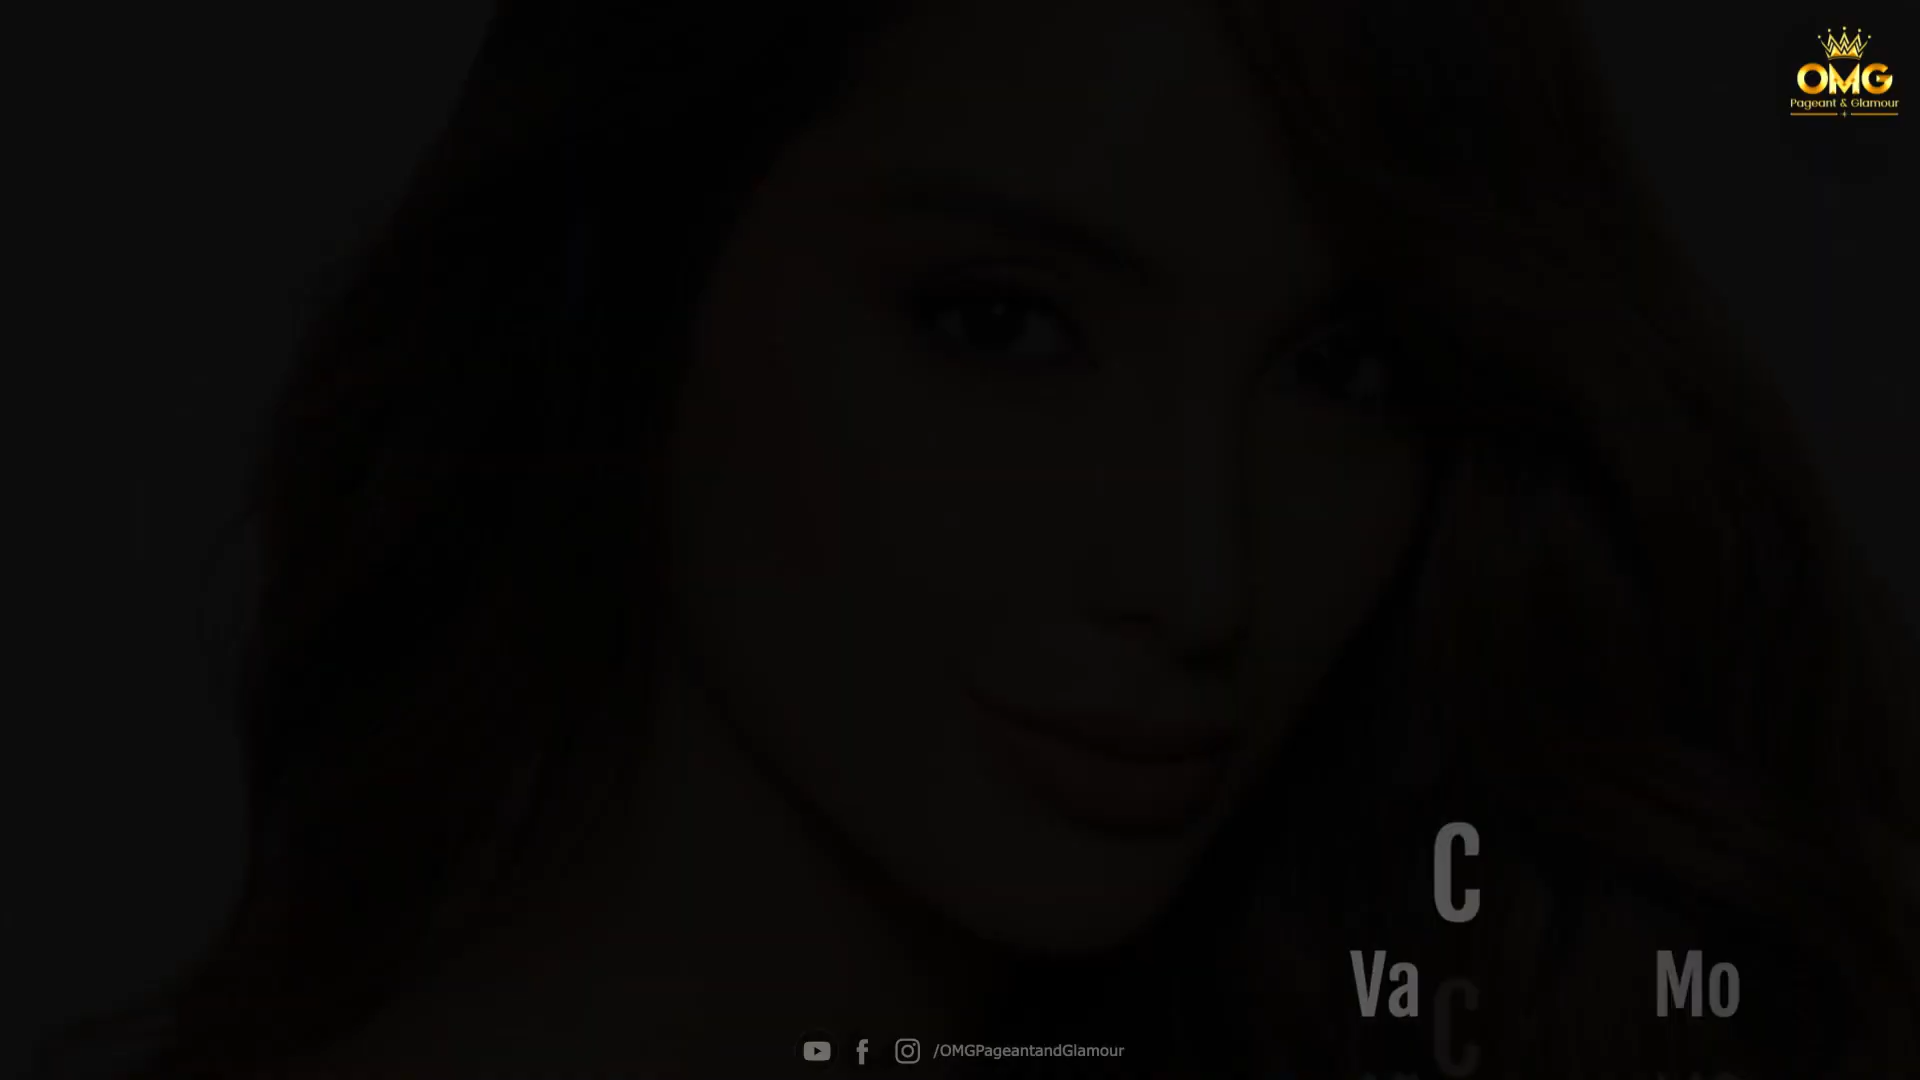 OMG
Pageant & Glamour
C
Va Mo
C
/OMGPageantandGlamour